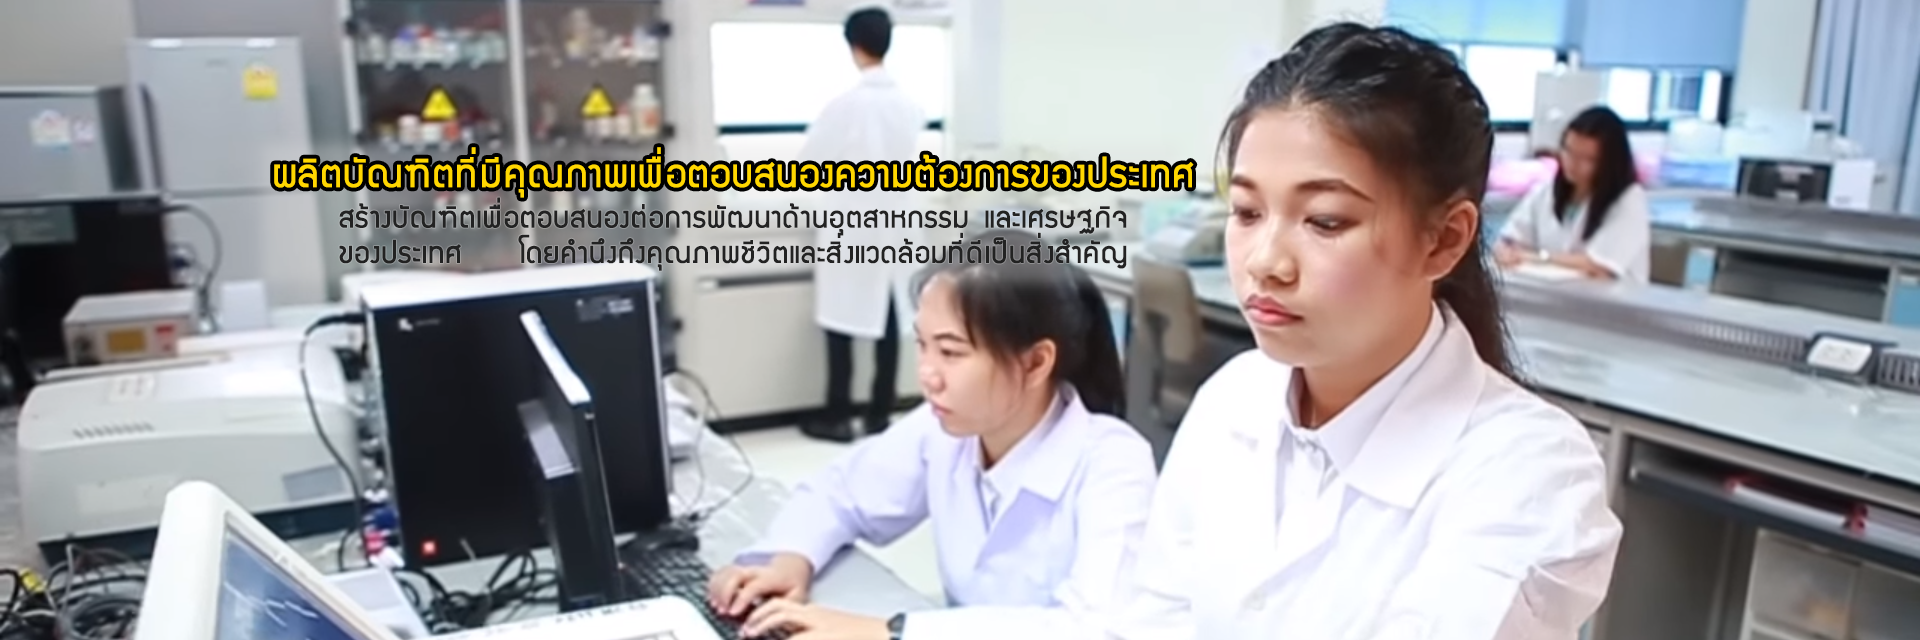 ผลิตบัณฑิตที่มีคุณภาพเพื่อตอบสนองความต้องการของประเทศ
สร้างบัณฑิตเพื่อตอบสนองต่อการพัฒนาด้านอุตสาหกรรม และเศรษฐกิจ
ของประเทศ โดยคำนึงถึงคุณภาพชีวิตและสิ่งแวดล้อมที่ดีเป็นสิ่งสำคัญ